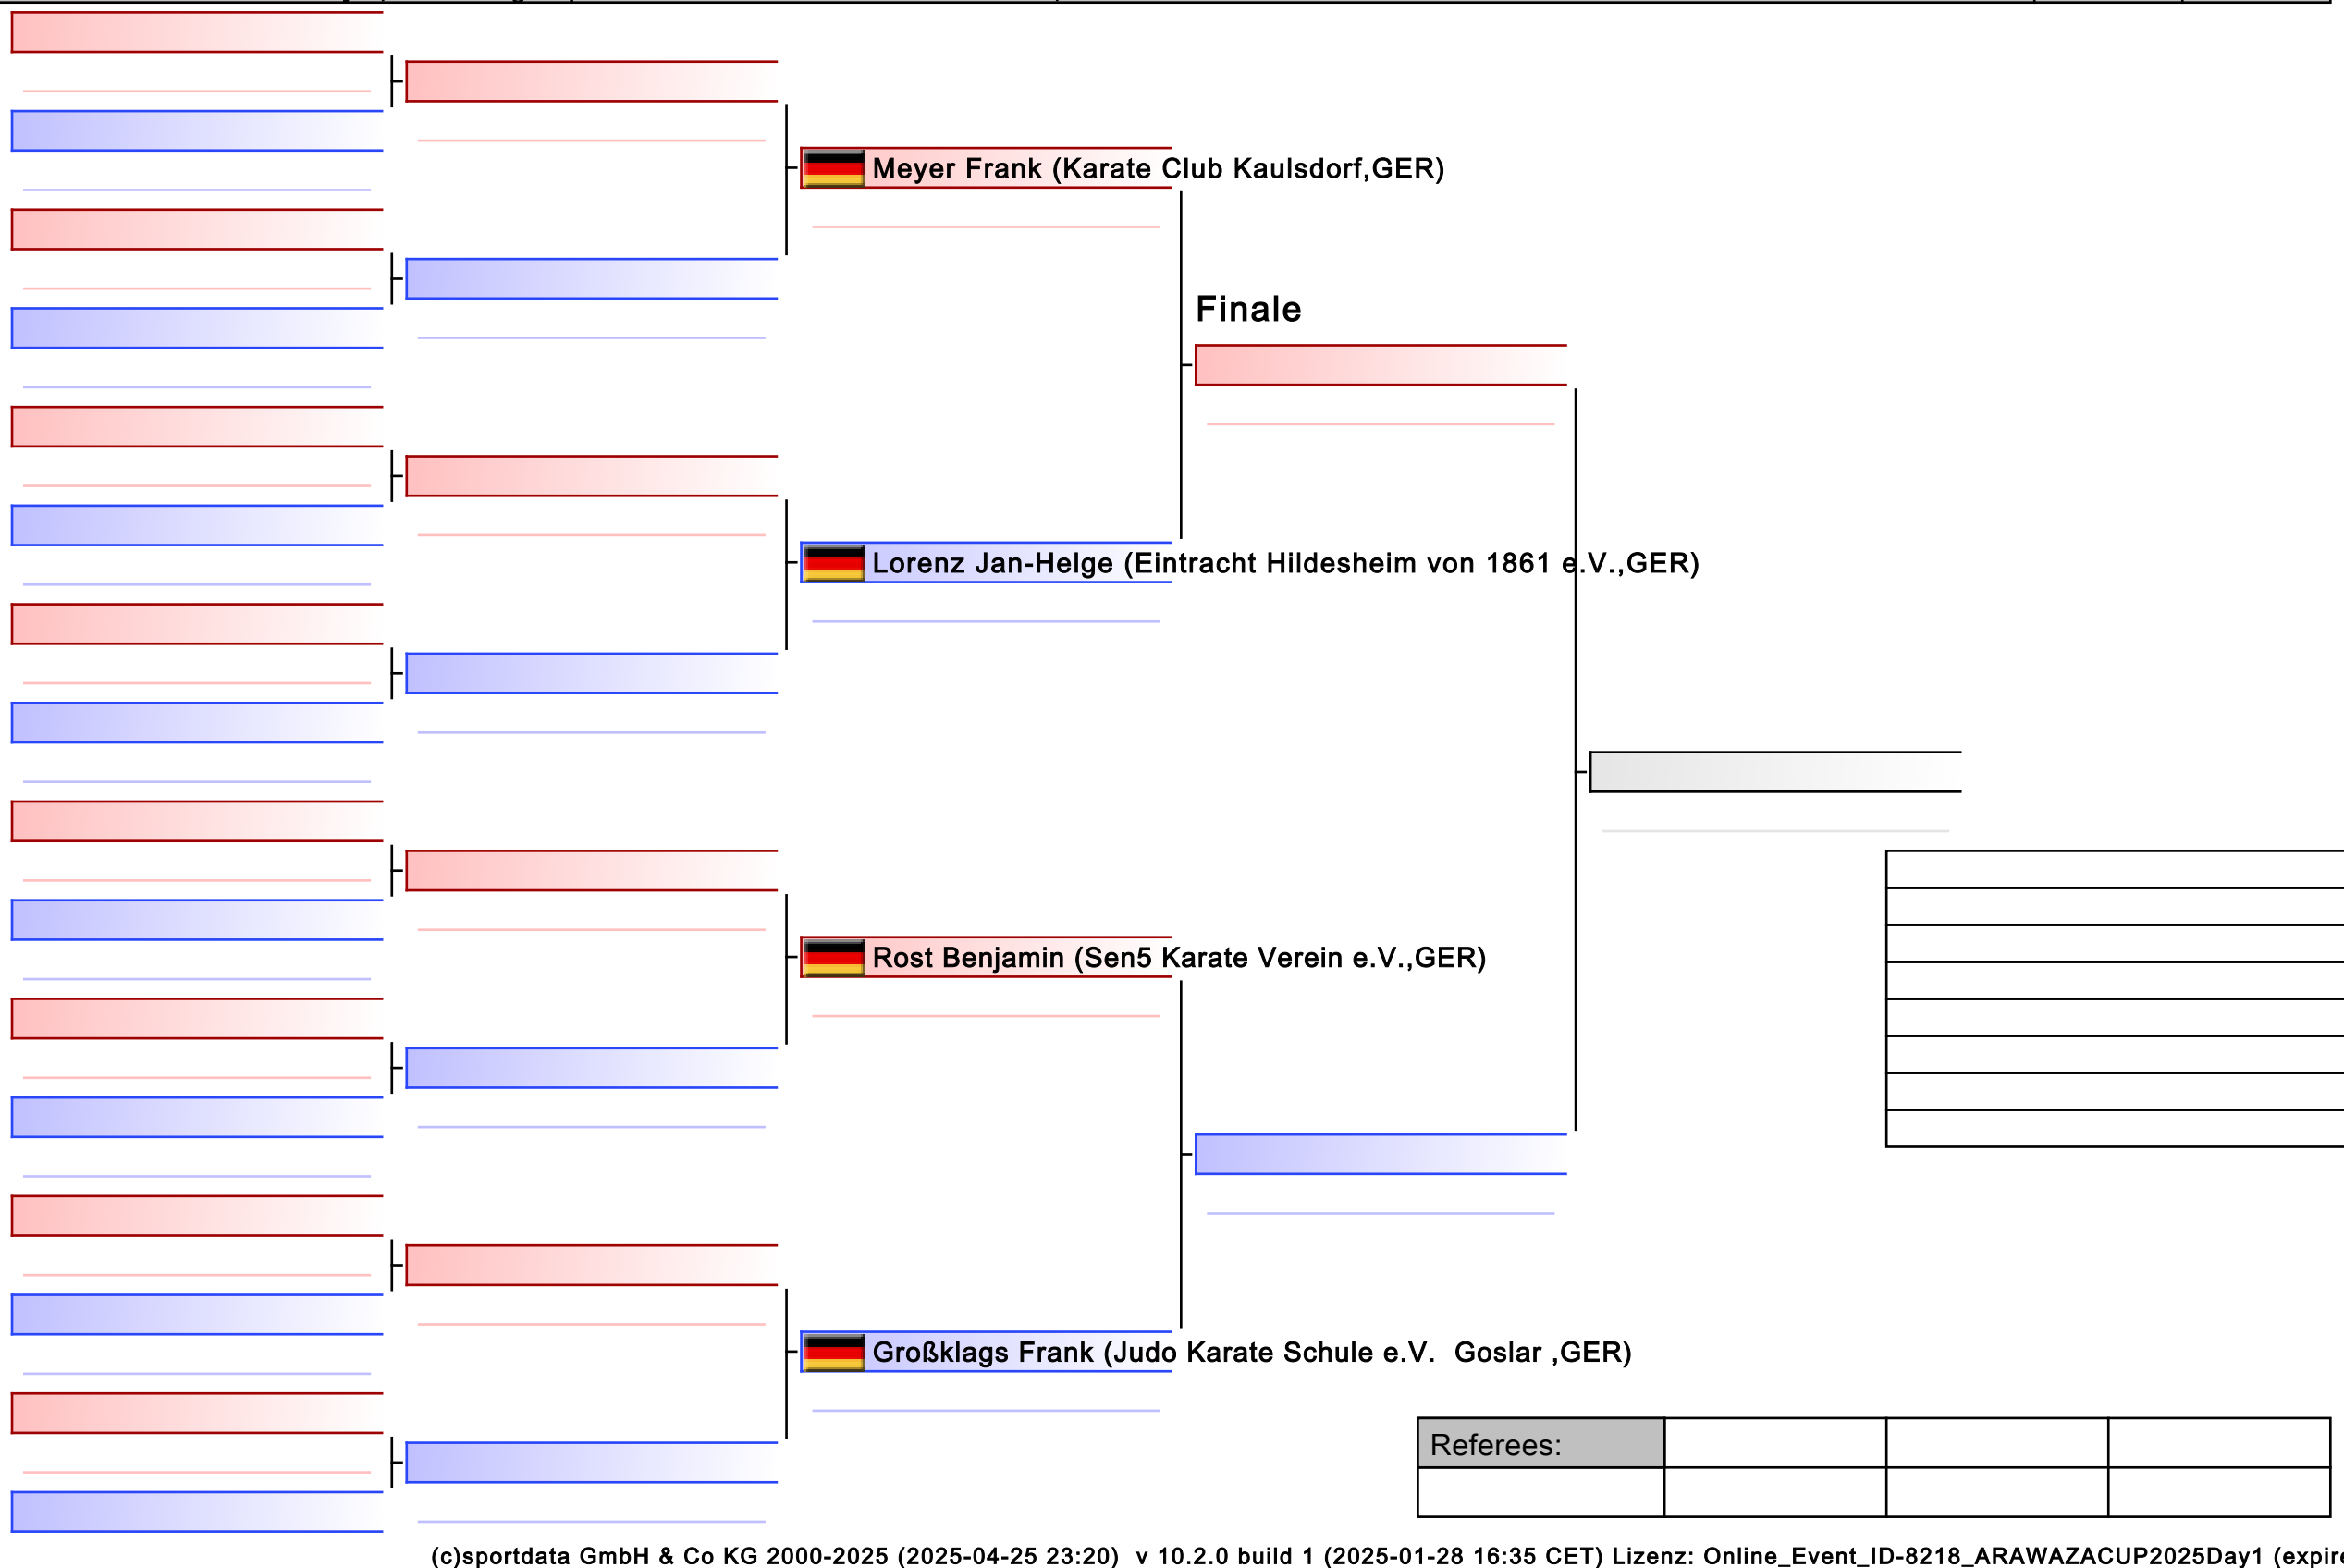 Meyer Frank (Karate Club Kaulsdorf,GER)
Finale
Lorenz Jan-Helge (Eintracht Hildesheim von 1861 e.V.,GER)
Rost Benjamin (Sen5 Karate Verein e.V.,GER)
Großklags Frank (Judo Karate Schule e.V.  Goslar ,GER)
Referees:
(c)sportdata GmbH & Co KG 2000-2025 (2025-04-25 23:20)  v 10.2.0 build 1 (2025-01-28 16:35 CET) Lizenz: Online_Event_ID-8218_ARAWAZACUP2025Day1 (expir